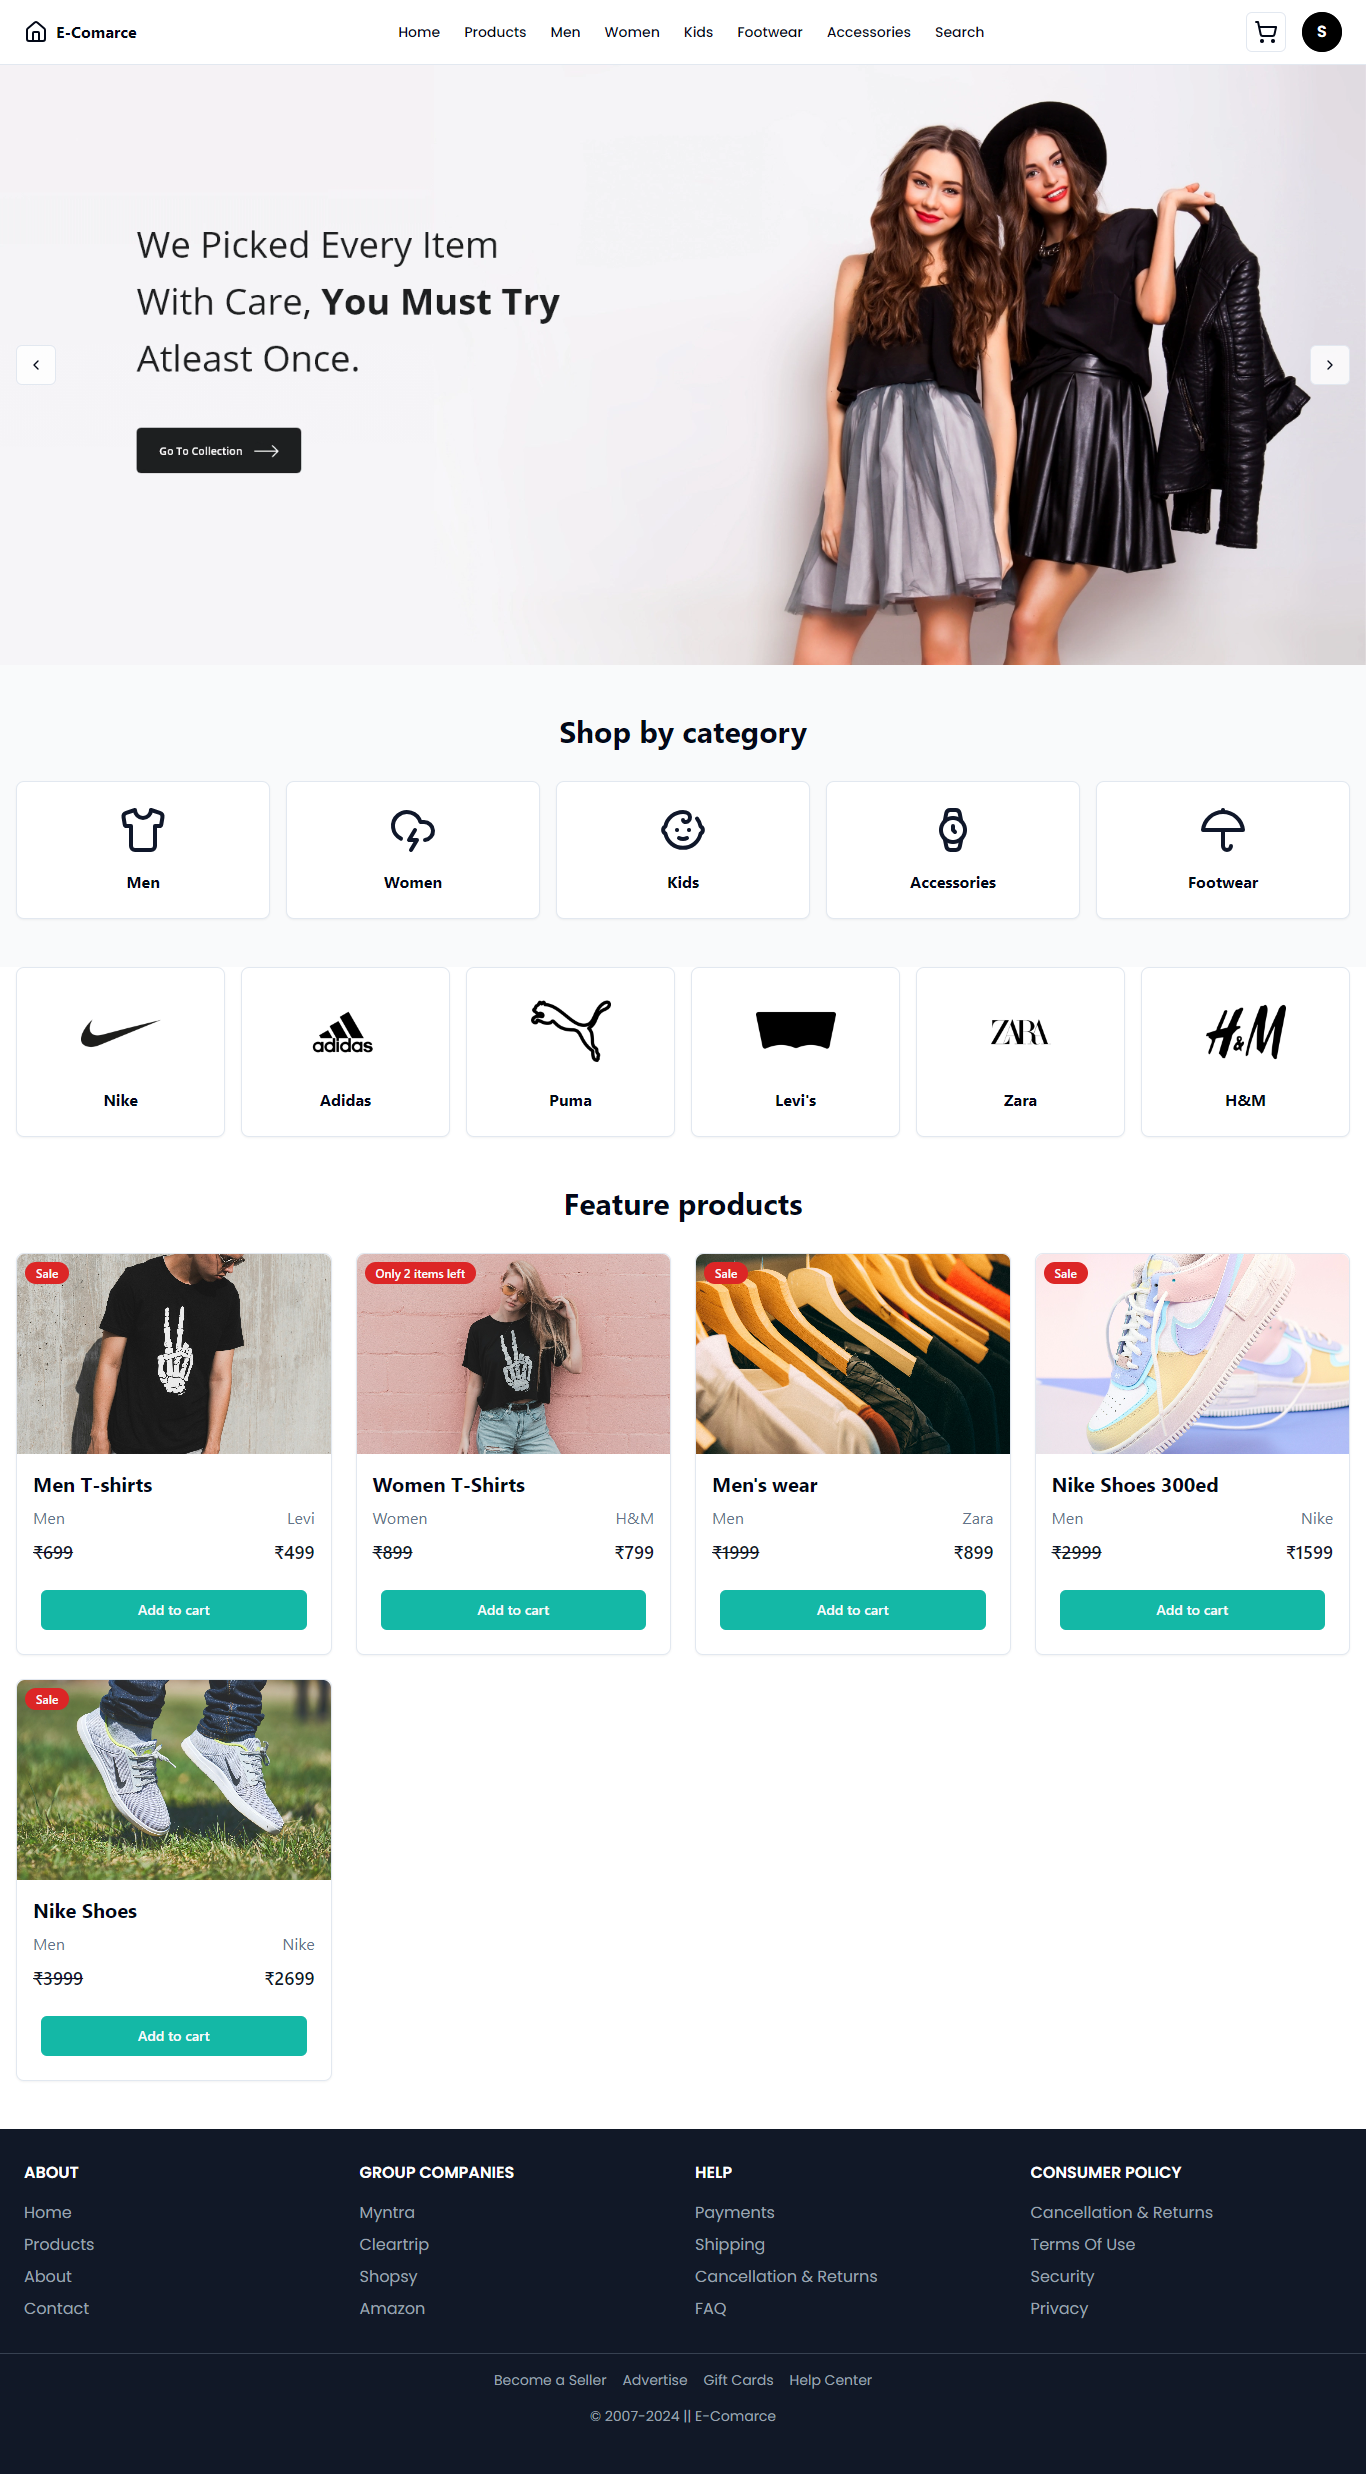 E-Comarce
Home Products Men Women Kids Footwear Accessories Search
S
We Picked Every Item
With Care, You Must Try
Atleast Once.
Go To Collection
Shop by category
Men
Women
Kids
Accessories
Footwear
adidas
ZARA
H&M
Nike
Adidas
Puma
Levi's
Zara
H&M
Feature products
Sale
Men T-shirts
Men Levi
₹699 ₹499
Add to cart
Only 2 items left
Women T-Shirts
Women H&M
₹899 ₹799
Add to cart
Sale
Men's wear
Men Zara
₹1999 ₹899
Add to cart
Sale
Nike Shoes 300ed
Men Nike
₹2999 ₹1599
Add to cart
Sale
Nike Shoes
Men Nike
₹3999 ₹2699
Add to cart
ABOUT
Home
Products
About
Contact
GROUP COMPANIES
Myntra
Cleartrip
Shopsy
Amazon
HELP
Payments
Shipping
Cancellation & Returns
FAQ
CONSUMER POLICY
Cancellation & Returns
Terms Of Use
Security
Privacy
Become a Seller Advertise Gift Cards Help Center
© 2007-2024 || E-Comarce